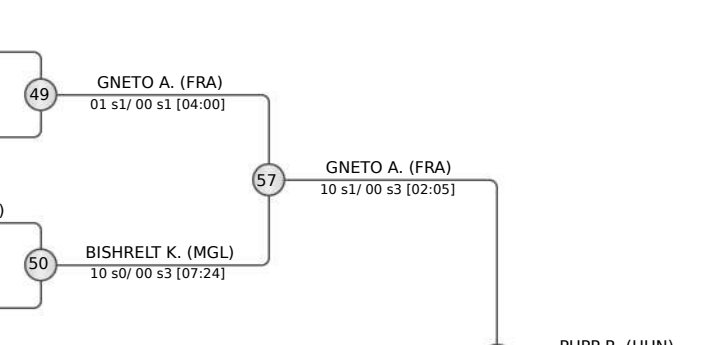 GNETO A. (FRA)
49
01 s1/ 00 s1 [04:00]
GNETO A. (FRA)
57
10 s1/ 00 s3 [02:05]
)
BISHRELT K. (MGL)
50
10 s0/ 00 s3 [07:24]